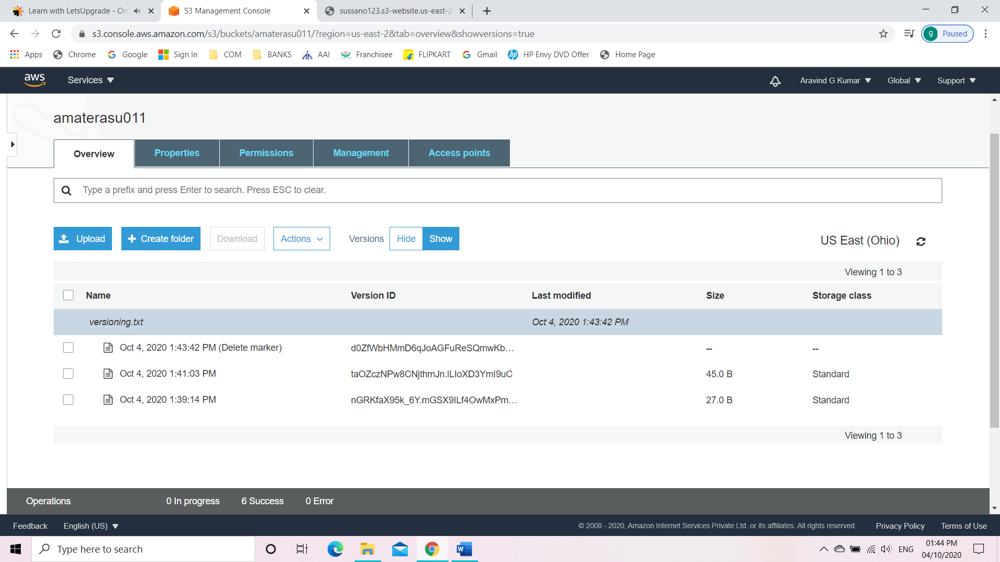 Learn with LetsUpgrade - On
S3 Management Console
sussano123.s3-website.us-east-2
s3.console.aws.amazon.com/s3/buckets/amaterasu011/?region=us-east-2&tab=overview&showversions=true
g Paused
Apps Chrome Google Sign In COM BANKS AAI Franchisee FLIPKART Gmail HP Envy DVD Offer Home Page
aws Services Aravind G Kumar Global Support
amaterasu011
Overview Properties Permissions Management Access points
Type a prefix and press Enter to search. Press ESC to clear.
Upload Create folder Download Actions Versions Hide Show US East (Ohio)
Viewing 1 to 3
Name Version ID Last modified Size Storage class
versioning.txt Oct 4, 2020 1:43:42 PM
Oct 4, 2020 1:43:42 PM (Delete marker) d0ZfWbHMmD6qJoAGFuReSQmwKb... -- --
Oct 4, 2020 1:41:03 PM 45.0 B Standard
Oct 4, 2020 1:39:14 PM 27.0 B Standard
Viewing 1 to 3
Operations 0 In progress 6 Success 0 Error
Feedback English (US) © 2008 - 2020, Amazon Internet Services Private Ltd. or its affiliates. All rights reserved. Privacy Policy Terms of Use
Type here to search
ENG
01:44 PM
04/10/2020